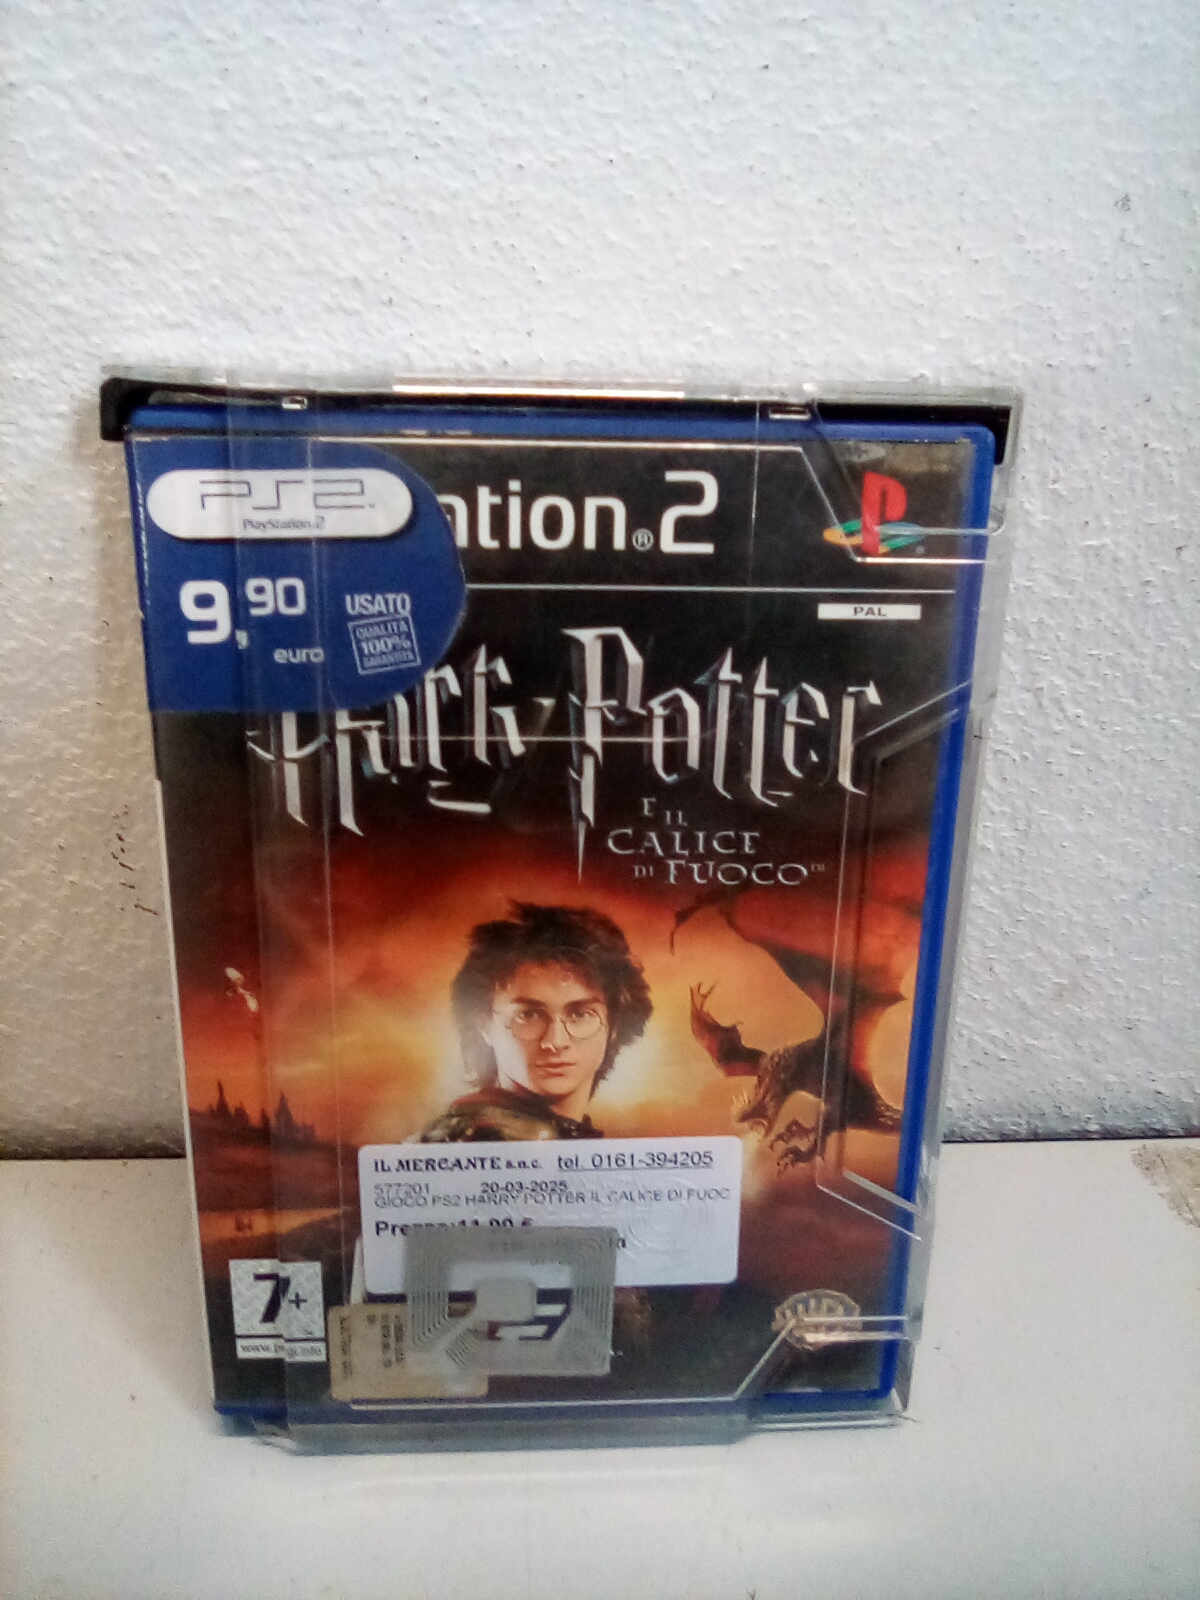 PS2
PlayStation.2
ation®2
9,90
euro
USATO
QUALITÀ
100%
GARANTITA
PAL
Harry Potter
E IL
CALICE
DI FUOCO™
IL MERCANTE s.n.c. tel. 0161-394205
577201 20-03-2025
GIOCO PS2 HARRY POTTER IL CALICE DI FUOC
7+